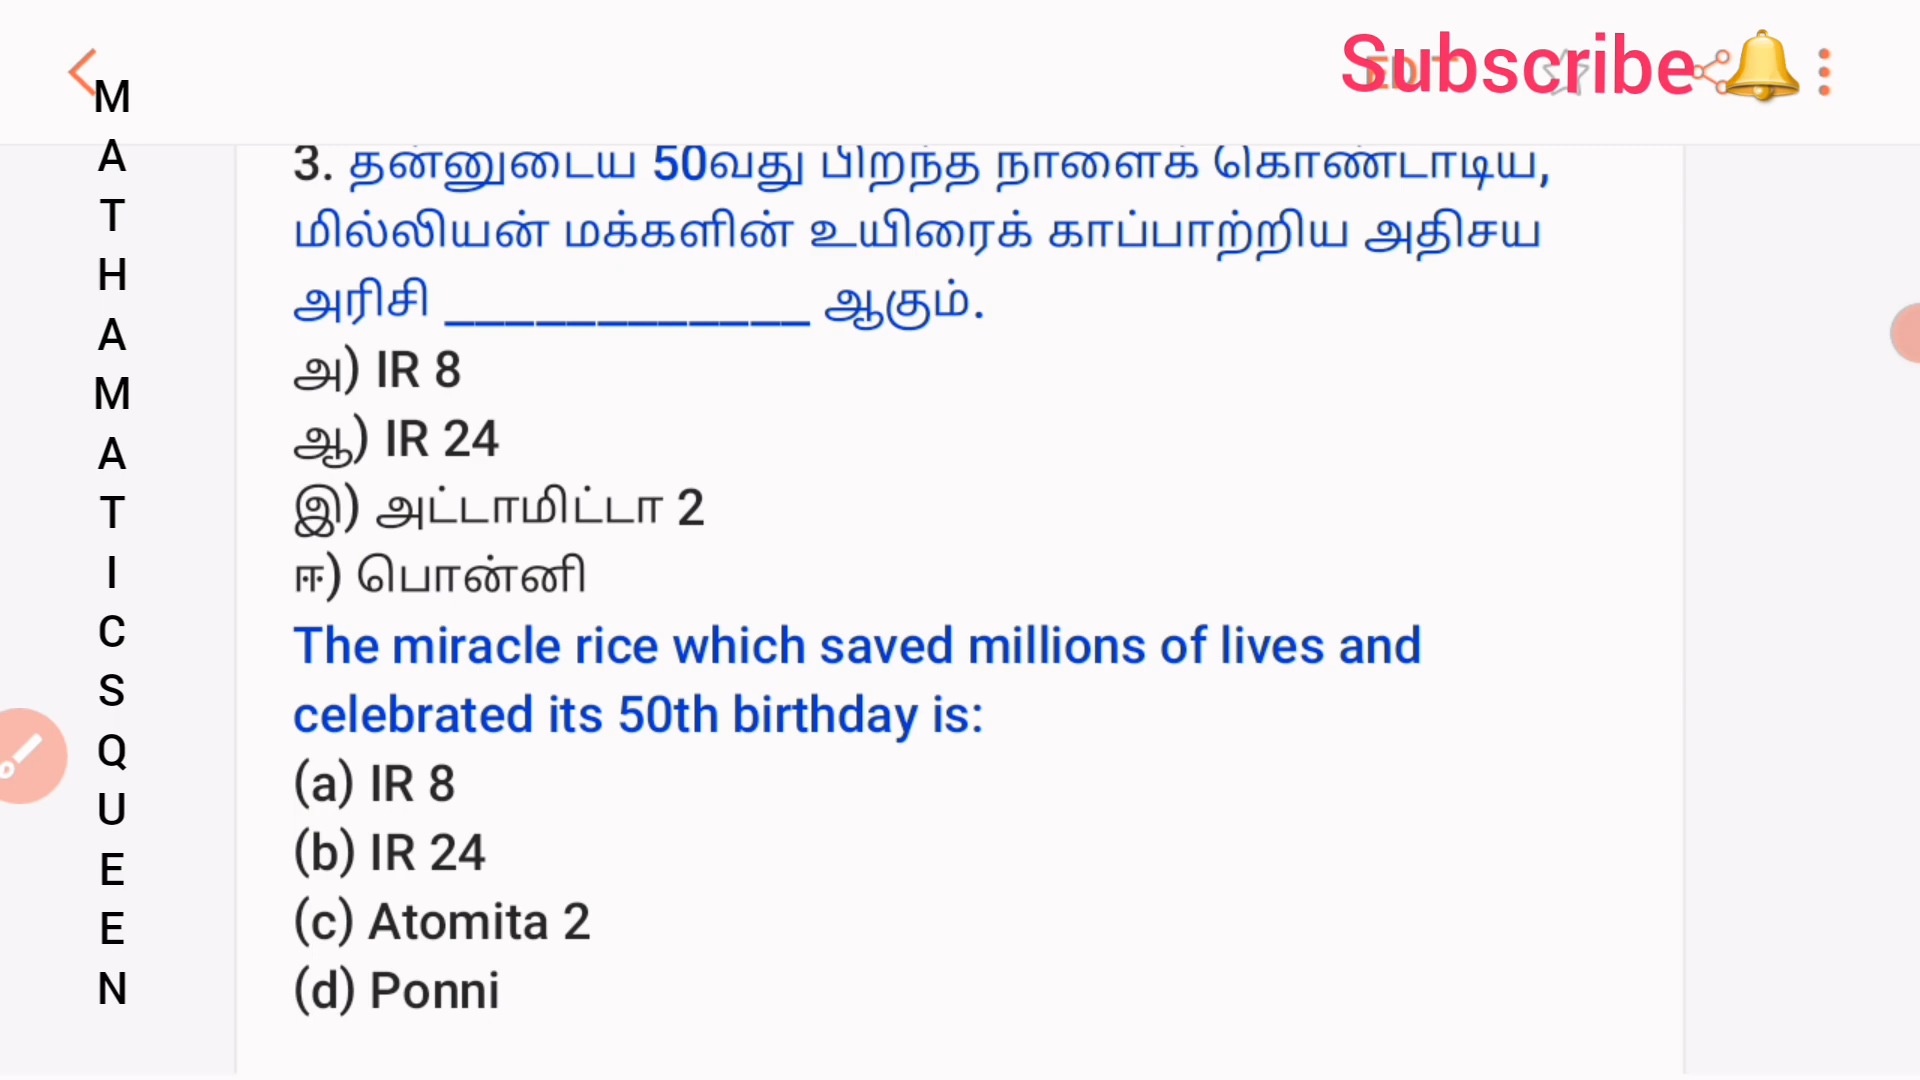 Subscribe🔔
MATHAMATICSQUEEN
3. தன்னுடைய 50வது பிறந்த நாளைக் கொண்டாடிய,
மில்லியன் மக்களின் உயிரைக் காப்பாற்றிய அதிசய
அரிசி ____________ ஆகும்.
அ) IR 8
ஆ) IR 24
இ) அட்டாமிட்டா 2
ஈ) பொன்னி
The miracle rice which saved millions of lives and
celebrated its 50th birthday is:
(a) IR 8
(b) IR 24
(c) Atomita 2
(d) Ponni